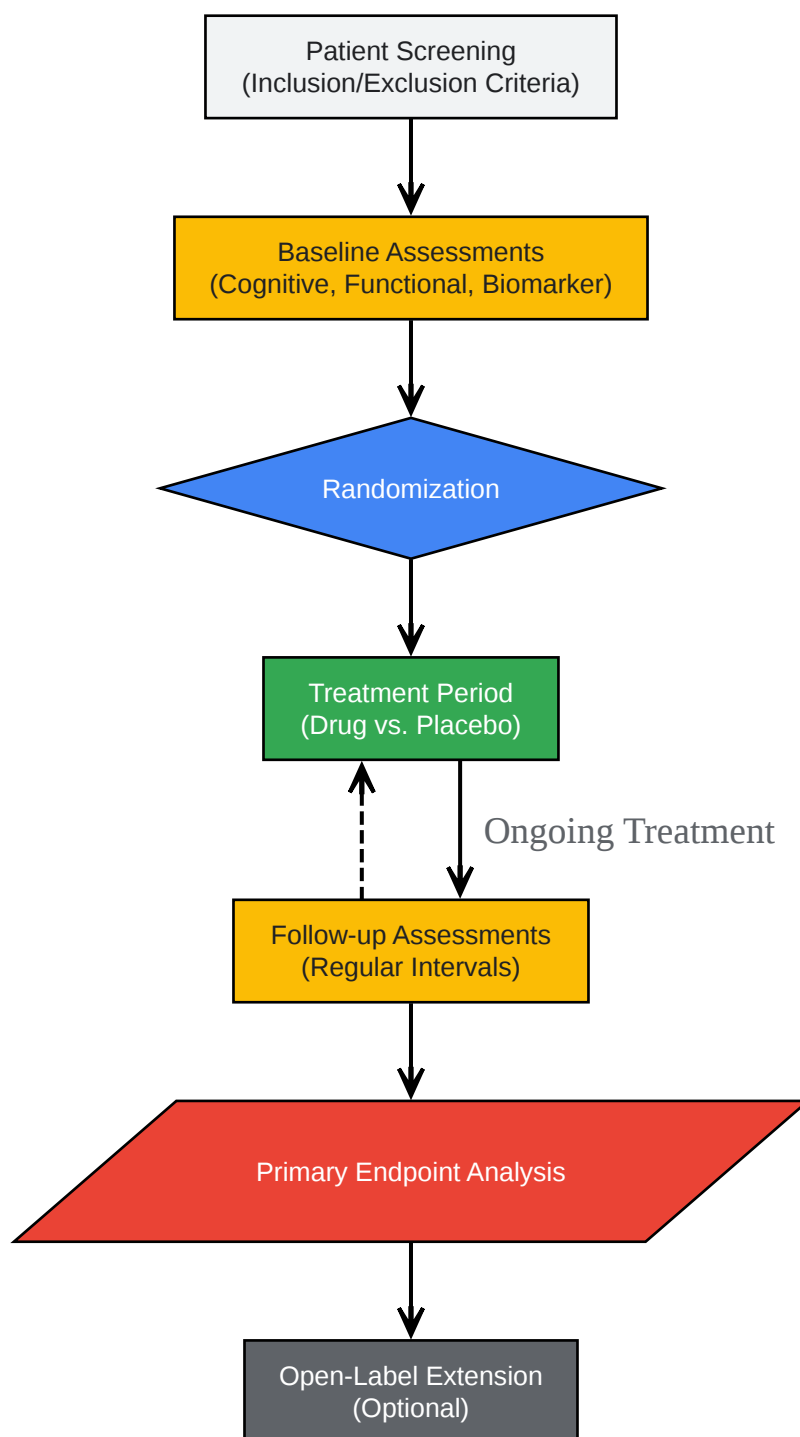 Patient Screening
(Inclusion/Exclusion Criteria)
Baseline Assessments
(Cognitive, Functional, Biomarker)
Randomization
Treatment Period
(Drug vs. Placebo)
Ongoing Treatment
Follow-up Assessments
(Regular Intervals)
Primary Endpoint Analysis
Open-Label Extension
(Optional)